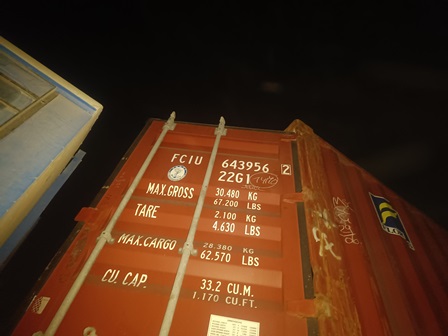 FCIU 643956 2
22G1
MAX.GROSS 30.480 KG
67.200 LBS
TARE 2.100 KG
4.630 LBS
MAX.CARGO 28.380 KG
62.570 LBS
CU. CAP. 33.2 CU.M.
1.170 CU.FT.